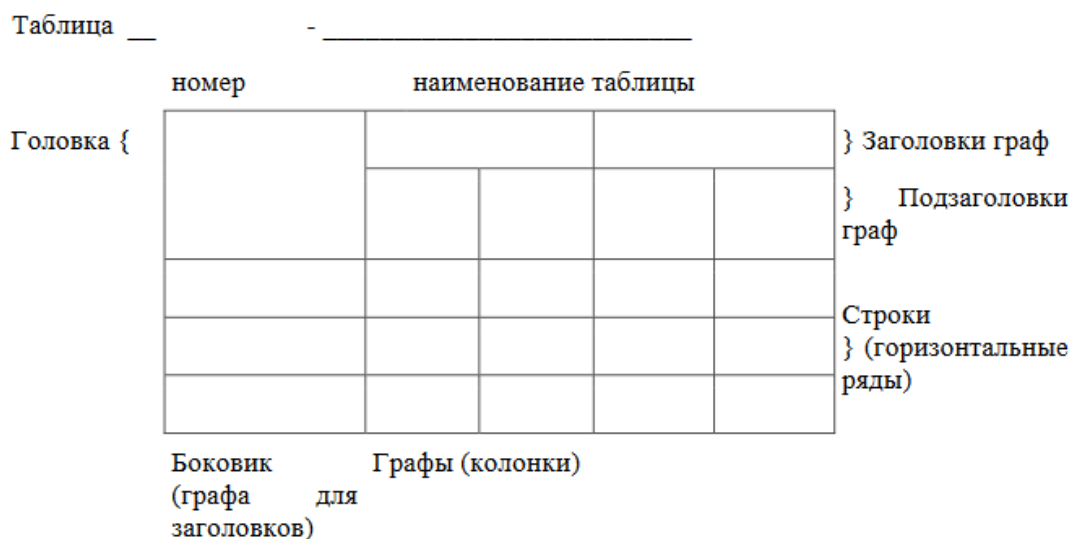 Таблица __ - __________________________
номер наименование таблицы
Головка { } Заголовки граф
} Подзаголовки
граф
Строки
} (горизонтальные
ряды)
Боковик Графы (колонки)
(графа для
заголовков)